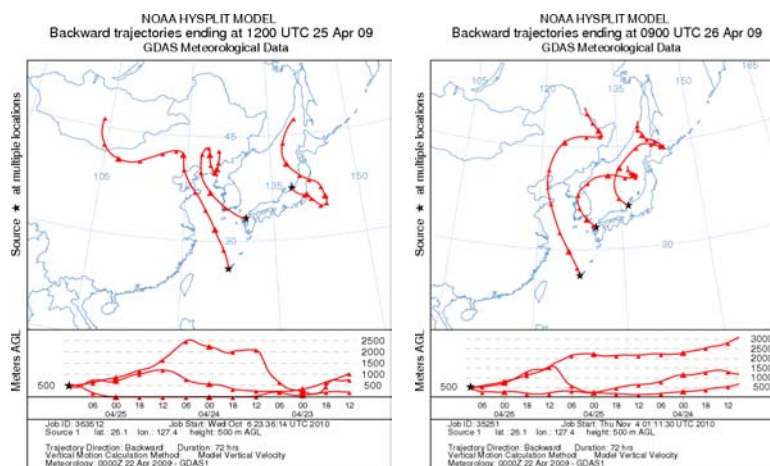 NOAA HYSPLIT MODEL
Backward trajectories ending at 1200 UTC 25 Apr 09
GDAS Meteorological Data
Source ★ at multiple locations
45
105
135
150
30
Meters AGL
500
2500
2000
1500
1000
500
06 00 18 12 06 00 18 12 06 00 18 12
04/25 04/24 04/23
Job ID: 363512 Job Start: Wed Oct 6 23:36:14 UTC 2010
Source 1 lat.: 26.1 lon.: 127.4 height: 500 m AGL
Trajectory Direction: Backward Duration: 72 hrs
Vertical Motion Calculation Method: Model Vertical Velocity
Meteorology: 0000Z 22 Apr 2009 - GDAS1
NOAA HYSPLIT MODEL
Backward trajectories ending at 0900 UTC 26 Apr 09
GDAS Meteorological Data
Source ★ at multiple locations
105
120
135
150
165
45
30
Meters AGL
500
3000
2500
2000
1500
1000
500
06 00 18 12 06 00 18 12 06 00 18 12
04/26 04/25 04/24
Job ID: 35251 Job Start: Thu Nov 4 01:11:30 UTC 2010
Source 1 lat.: 26.1 lon.: 127.4 height: 500 m AGL
Trajectory Direction: Backward Duration: 72 hrs
Vertical Motion Calculation Method: Model Vertical Velocity
Meteorology: 0000Z 22 Apr 2009 - GDAS1